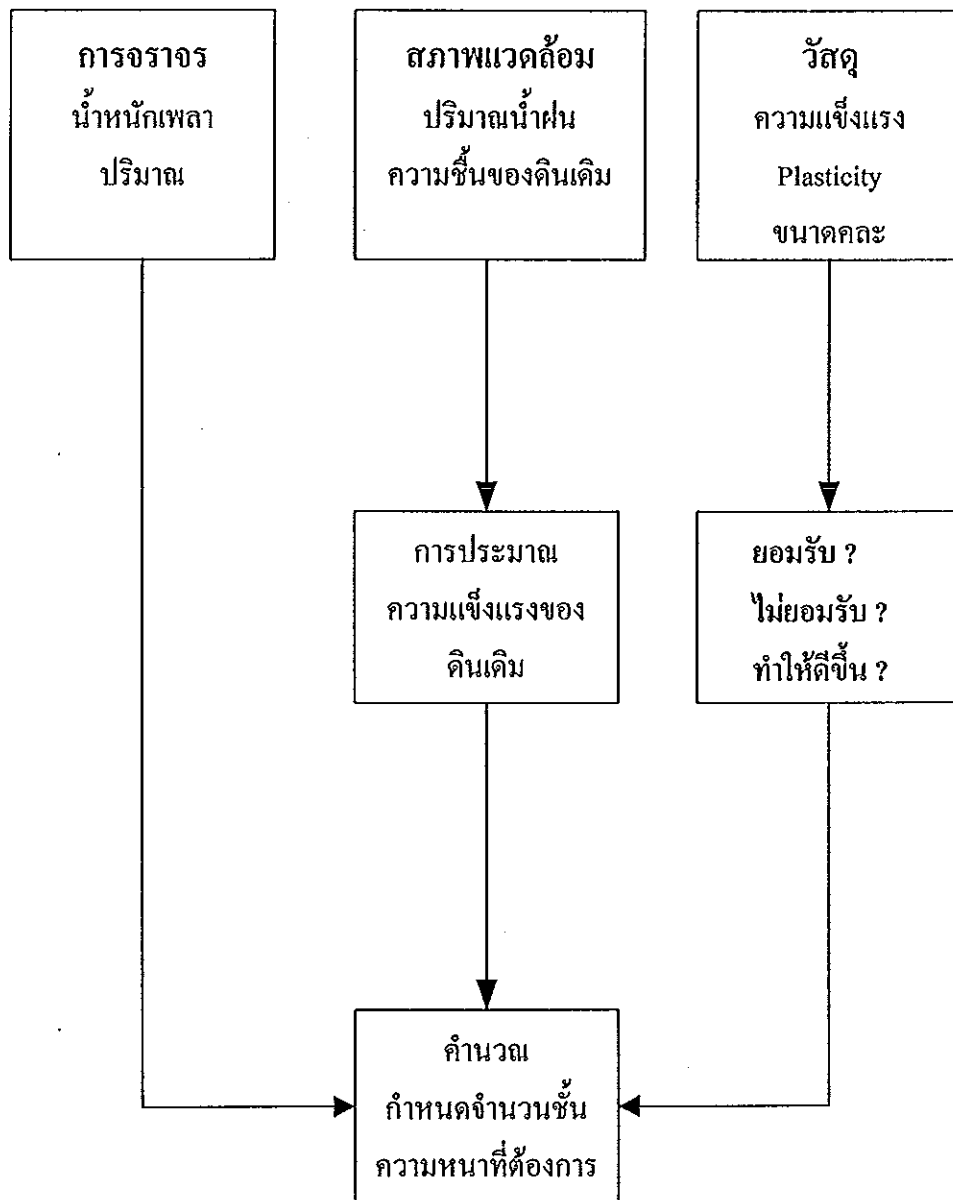 การจราจร
น้ำหนักเพลา
ปริมาณ
สภาพแวดล้อม
ปริมาณน้ำฝน
ความชื้นของดินเดิม
วัสดุ
ความแข็งแรง
Plasticity
ขนาดคละ
การประมาณ
ความแข็งแรงของ
ดินเดิม
ยอมรับ ?
ไม่ยอมรับ ?
ทำให้ดีขึ้น ?
คำนวณ
กำหนดจำนวนชั้น
ความหนาที่ต้องการ